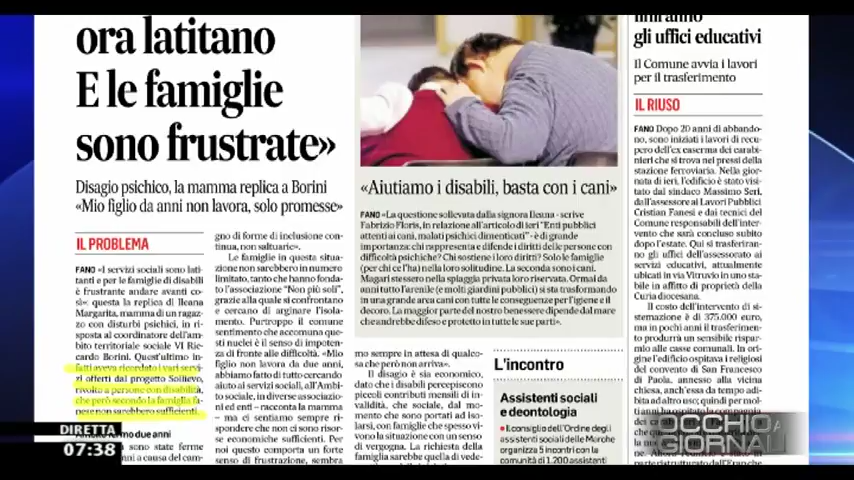 ora latitano
E le famiglie
sono frustrate»
Disagio psichico, la mamma replica a Borini
«Mio figlio da anni non lavora, solo promesse»
IL PROBLEMA
FANO «I servizi sociali sono lati-
tanti e per le famiglie di disabili
è frustrante andare avanti co-
sì» questa la replica di Ileana
Margarita, mamma di un ragaz-
zo con disturbi psichici, in ri-
sposta al coordinatore dell'am-
bito territoriale sociale VI Ric-
cardo Borini. Quest'ultimo in-
fatti aveva ricordato i vari servi-
zi offerti dal progetto Sollievo,
rivolto a persone con disabilità,
che però secondo la famiglia fa-
nese non sarebbero sufficienti.
gno di forme di inclusione con-
tinua, non saltuarie».
Le famiglie in questa situazio-
ne non sarebbero in numero
limitato, tanto che hanno fonda-
to l'associazione "Non più soli",
grazie alla quale si confrontano
e cercano di arginare l'isola-
mento. Purtroppo il comune
sentimento che accomuna que-
sti nuclei è il senso di impoten-
za di fronte alle difficoltà. «Mio
figlio non lavora da due anni,
abbiamo fatto di tutto cercando
aiuto ai servizi sociali, all'Ambi-
to sociale, in diverse associazio-
ni ed enti – racconta la mamma
– ma ci sentiamo sempre ri-
spondere che non ci sono risor-
se economiche sufficienti. Per
noi questo comporta un forte
senso di frustrazione, sembra
«Aiutiamo i disabili, basta con i cani»
FANO «La questione sollevata dalla signora Ileana - scrive
Fabrizio Floris, in relazione all'articolo di ieri "Enti pubblici
attenti ai cani, malati psichici dimenticati" - è di grande
importanza: chi rappresenta e difende i diritti delle persone con
difficoltà psichiche? Chi sostiene i loro diritti? Solo le famiglie
(per chi ce l'ha) nella loro solitudine. La seconda sono i cani.
Magari stessero nella spiaggia privata loro riservata. Ormai da
anni tutto l'arenile (e molti giardini pubblici) si sta trasformando
in una grande area cani con tutte le conseguenze per l'igiene e il
decoro. La maggior parte del nostro benessere dipende dal mare
che andrebbe difeso e protetto in tutte le sue parti».
mo sempre in attesa di qualco-
sa che però non arriva».
Il disagio è sia economico,
dato che i disabili percepiscono
piccoli contributi mensili di in-
validità, che sociale, dal mo-
mento che sono portati ad iso-
larsi, con famiglie che spesso vi-
vono la situazione con un senso
di vergogna. La richiesta della
famiglia sarebbe quella di vede-
L'incontro
Assistenti sociali
e deontologia
● Il consiglio dell'Ordine degli
assistenti sociali delle Marche
organizza 5 incontri con la
comunità di 1.200 assistenti
gli uffici educativi
Il Comune avvia i lavori
per il trasferimento
IL RIUSO
FANO Dopo 20 anni di abbando-
no, sono iniziati i lavori di recu-
pero dell'ex caserma dei carabi-
nieri che si trova nei pressi della
stazione ferroviaria. Nella gior-
nata di ieri, l'edificio è stato visi-
tato dal sindaco Massimo Seri,
dall'assessore ai Lavori Pubblici
Cristian Fanesi e dai tecnici del
Comune responsabili dell'inter-
vento che sarà concluso subito
dopo l'estate. Qui si trasferiran-
no gli uffici dell'assessorato ai
servizi educativi, attualmente
ubicati in via Vitruvio in uno sta-
bile in affitto di proprietà della
Curia diocesana.
Il costo dell'intervento di si-
stemazione è di 375.000 euro,
ma in pochi anni il trasferimen-
to produrrà un sensibile rispar-
mio alle casse comunali. In ori-
gine l'edificio ospitava i religiosi
del convento di San Francesco
di Paola, annesso alla vicina
chiesa, anch'essa da tempo adi-
bita ad altro uso; quindi per mol-
DIRETTA
07:38
OCCHIO AI
GIORNALI